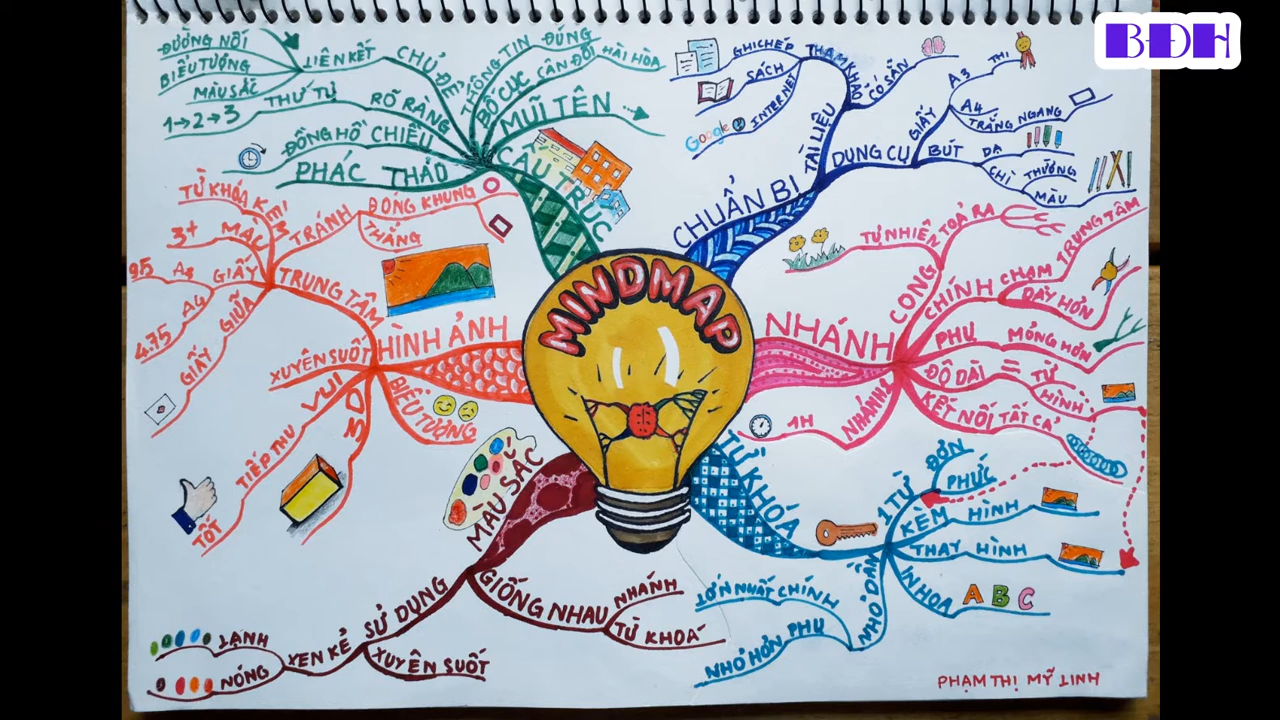 BĐH
MINDMAP
CHUẨN BỊ
TÀI LIỆU
THAM KHẢO
GHI CHÉP
SÁCH
INTERNET
Google
CÓ SẴN
DỤNG CỤ
GIẤY
A3
THI
A4
TRẮNG NGANG
BÚT
DẠ
CHÌ THƯỜNG
MÀU
NHÁNH
CONG
TỰ NHIÊN
TOẢ RA
CHÍNH
CHẠM
TRUNG TÂM
DÀY HƠN
PHỤ
MỎNG HƠN
ĐỘ DÀI = TỪ
HÌNH
KẾT NỐI TẤT CẢ
NHÁNH
1H
TỪ KHÓA
1 TỪ
ĐƠN
PHỨC
KÈM HÌNH
THAY HÌNH
IN HOA
A B C
NHỎ DẦN
LỚN NHẤT CHÍNH
NHỎ HƠN PHỤ
MÀU SẮC
GIỐNG NHAU
NHÁNH
TỪ KHOÁ
SỬ DỤNG
XUYÊN SUỐT
XEN KẼ
LẠNH
NÓNG
HÌNH ẢNH
TRUNG TÂM
TRÁNH
ĐÓNG KHUNG
THẲNG
TỪ KHÓA KẾ
3+ MÀU
GIẤY
A3
9.5
A4
4.75
GIỮA
GIẤY
XUYÊN SUỐT
VUI
TIẾP THU
TỐT
3D
BIỂU TƯỢNG
CẤU TRÚC
CHỦ ĐỀ
LIÊN KẾT
ĐƯỜNG NỐI
BIỂU TƯỢNG
MÀU SẮC
RÕ RÀNG
THỨ TỰ
1→2→3
CHIỀU
ĐỒNG HỒ
PHÁC THẢO
THÔNG TIN ĐÚNG
BỐ CỤC CÂN ĐỐI HÀI HÒA
MŨI TÊN
PHẠM THỊ MỸ LINH